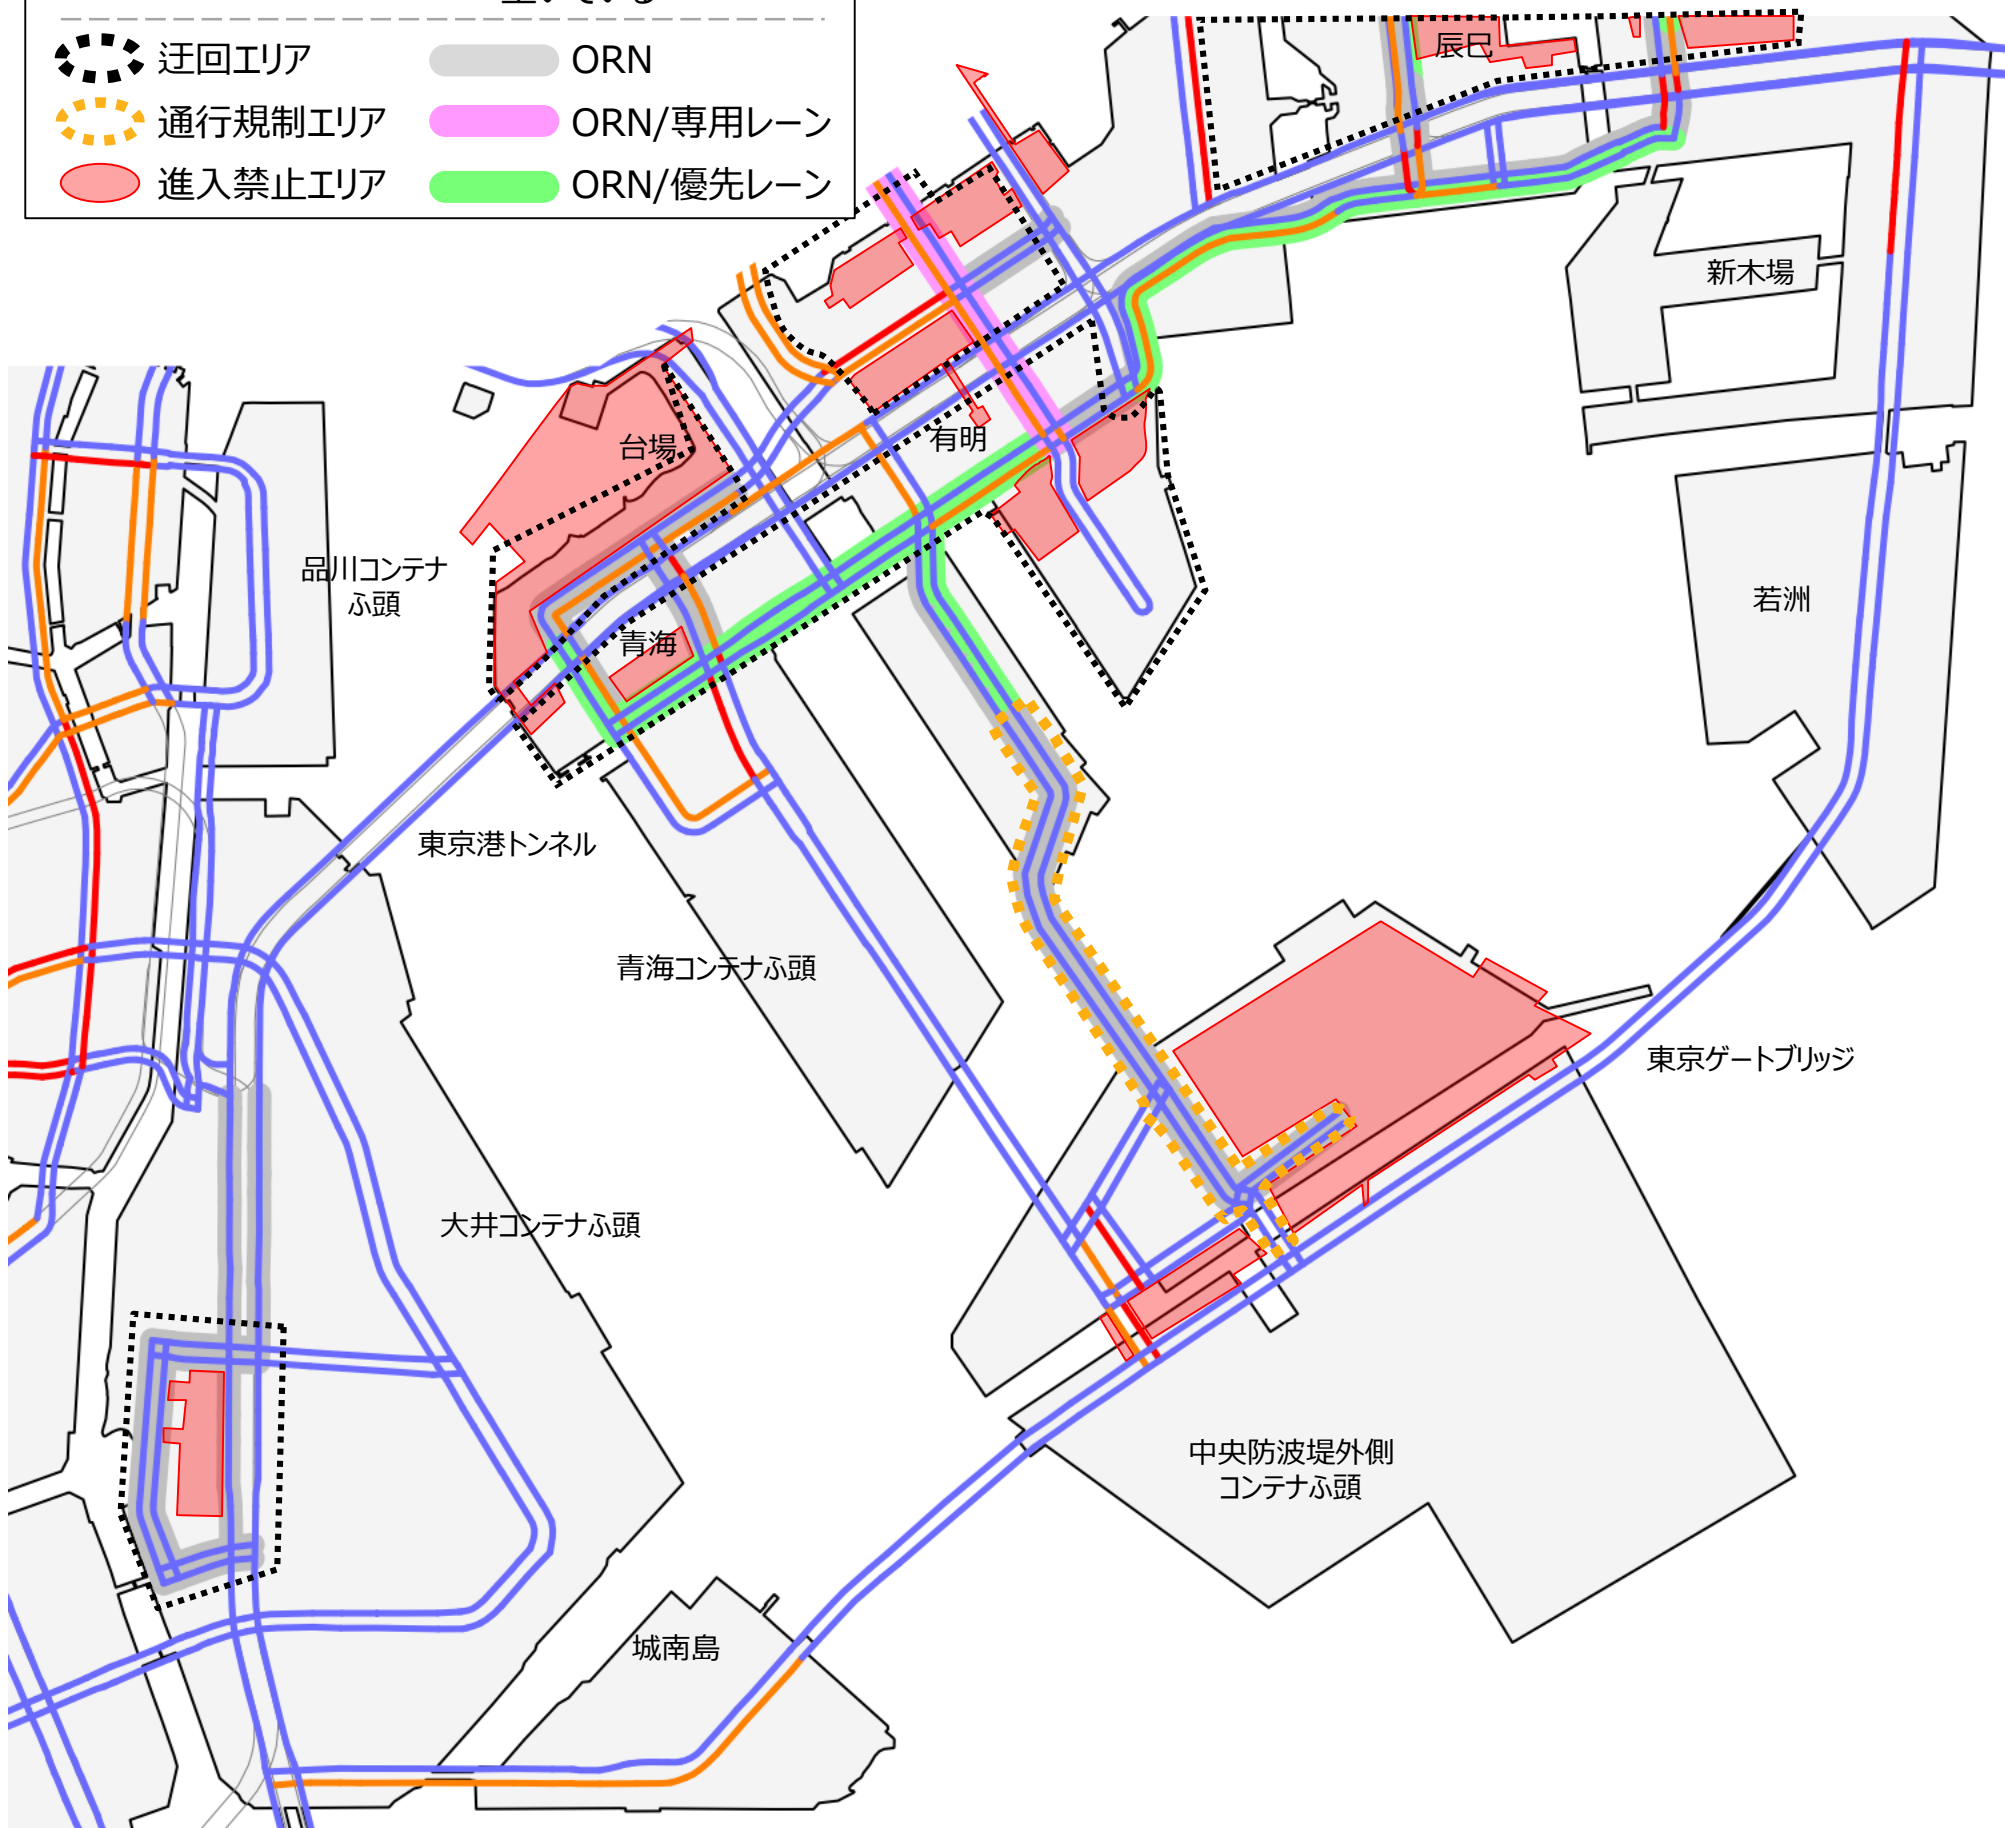 空いている
迂回エリア
ORN
通行規制エリア
ORN/専用レーン
進入禁止エリア
ORN/優先レーン
辰巳
新木場
台場
有明
品川コンテナ
ふ頭
青海
若洲
東京港トンネル
青海コンテナふ頭
東京ゲートブリッジ
大井コンテナふ頭
中央防波堤外側
コンテナふ頭
城南島